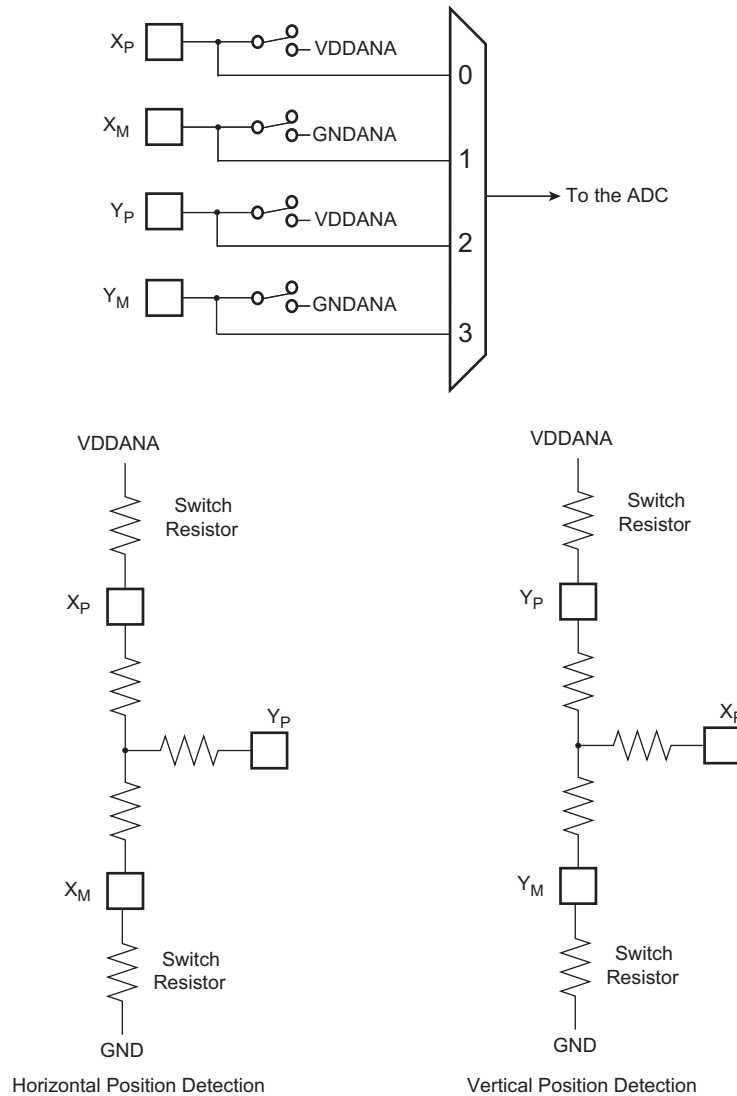 XP
VDDANA
0
XM
GNDANA
1
To the ADC
YP
VDDANA
2
YM
GNDANA
3
VDDANA
Switch
Resistor
XP
YP
XM
Switch
Resistor
GND
Horizontal Position Detection
VDDANA
Switch
Resistor
YP
XP
YM
Switch
Resistor
GND
Vertical Position Detection